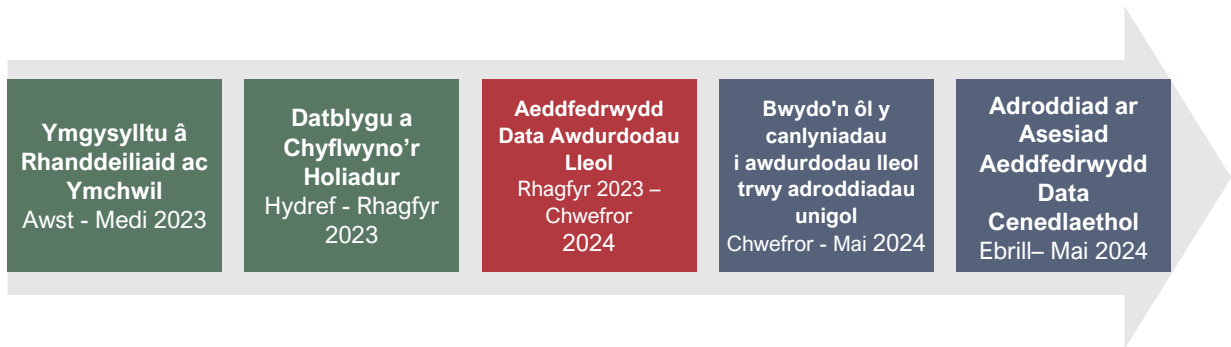 Ymgysylltu â
Rhanddeiliaid ac
Ymchwil
Awst - Medi 2023
Datblygu a
Chyflwyno’r
Holiadur
Hydref - Rhagfyr
2023
Aeddfedrwydd
Data Awdurdodau
Lleol
Rhagfyr 2023 –
Chwefror
2024
Bwydo'n ôl y
canlyniadau
i awdurdodau lleol
trwy adroddiadau
unigol
Chwefror - Mai 2024
Adroddiad ar
Asesiad
Aeddfedrwydd
Data
Cenedlaethol
Ebrill– Mai 2024